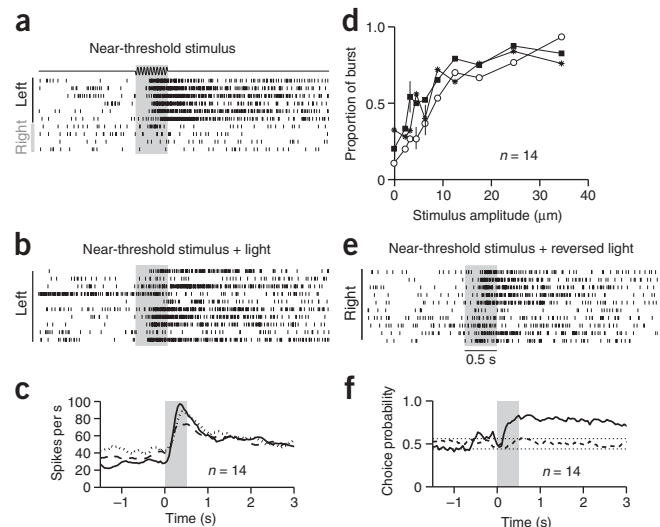 a
Near-threshold stimulus
Left
Right
b
Near-threshold stimulus + light
Left
c
Spikes per s
100
80
60
40
20
0
n = 14
–1 0 1 2 3
Time (s)
d
Proportion of burst
1.0
0.5
0
n = 14
0 10 20 30 40
Stimulus amplitude (μm)
e
Near-threshold stimulus + reversed light
Right
0.5 s
f
Choice probability
1.0
0.5
0.0
n = 14
–1 0 1 2 3
Time (s)